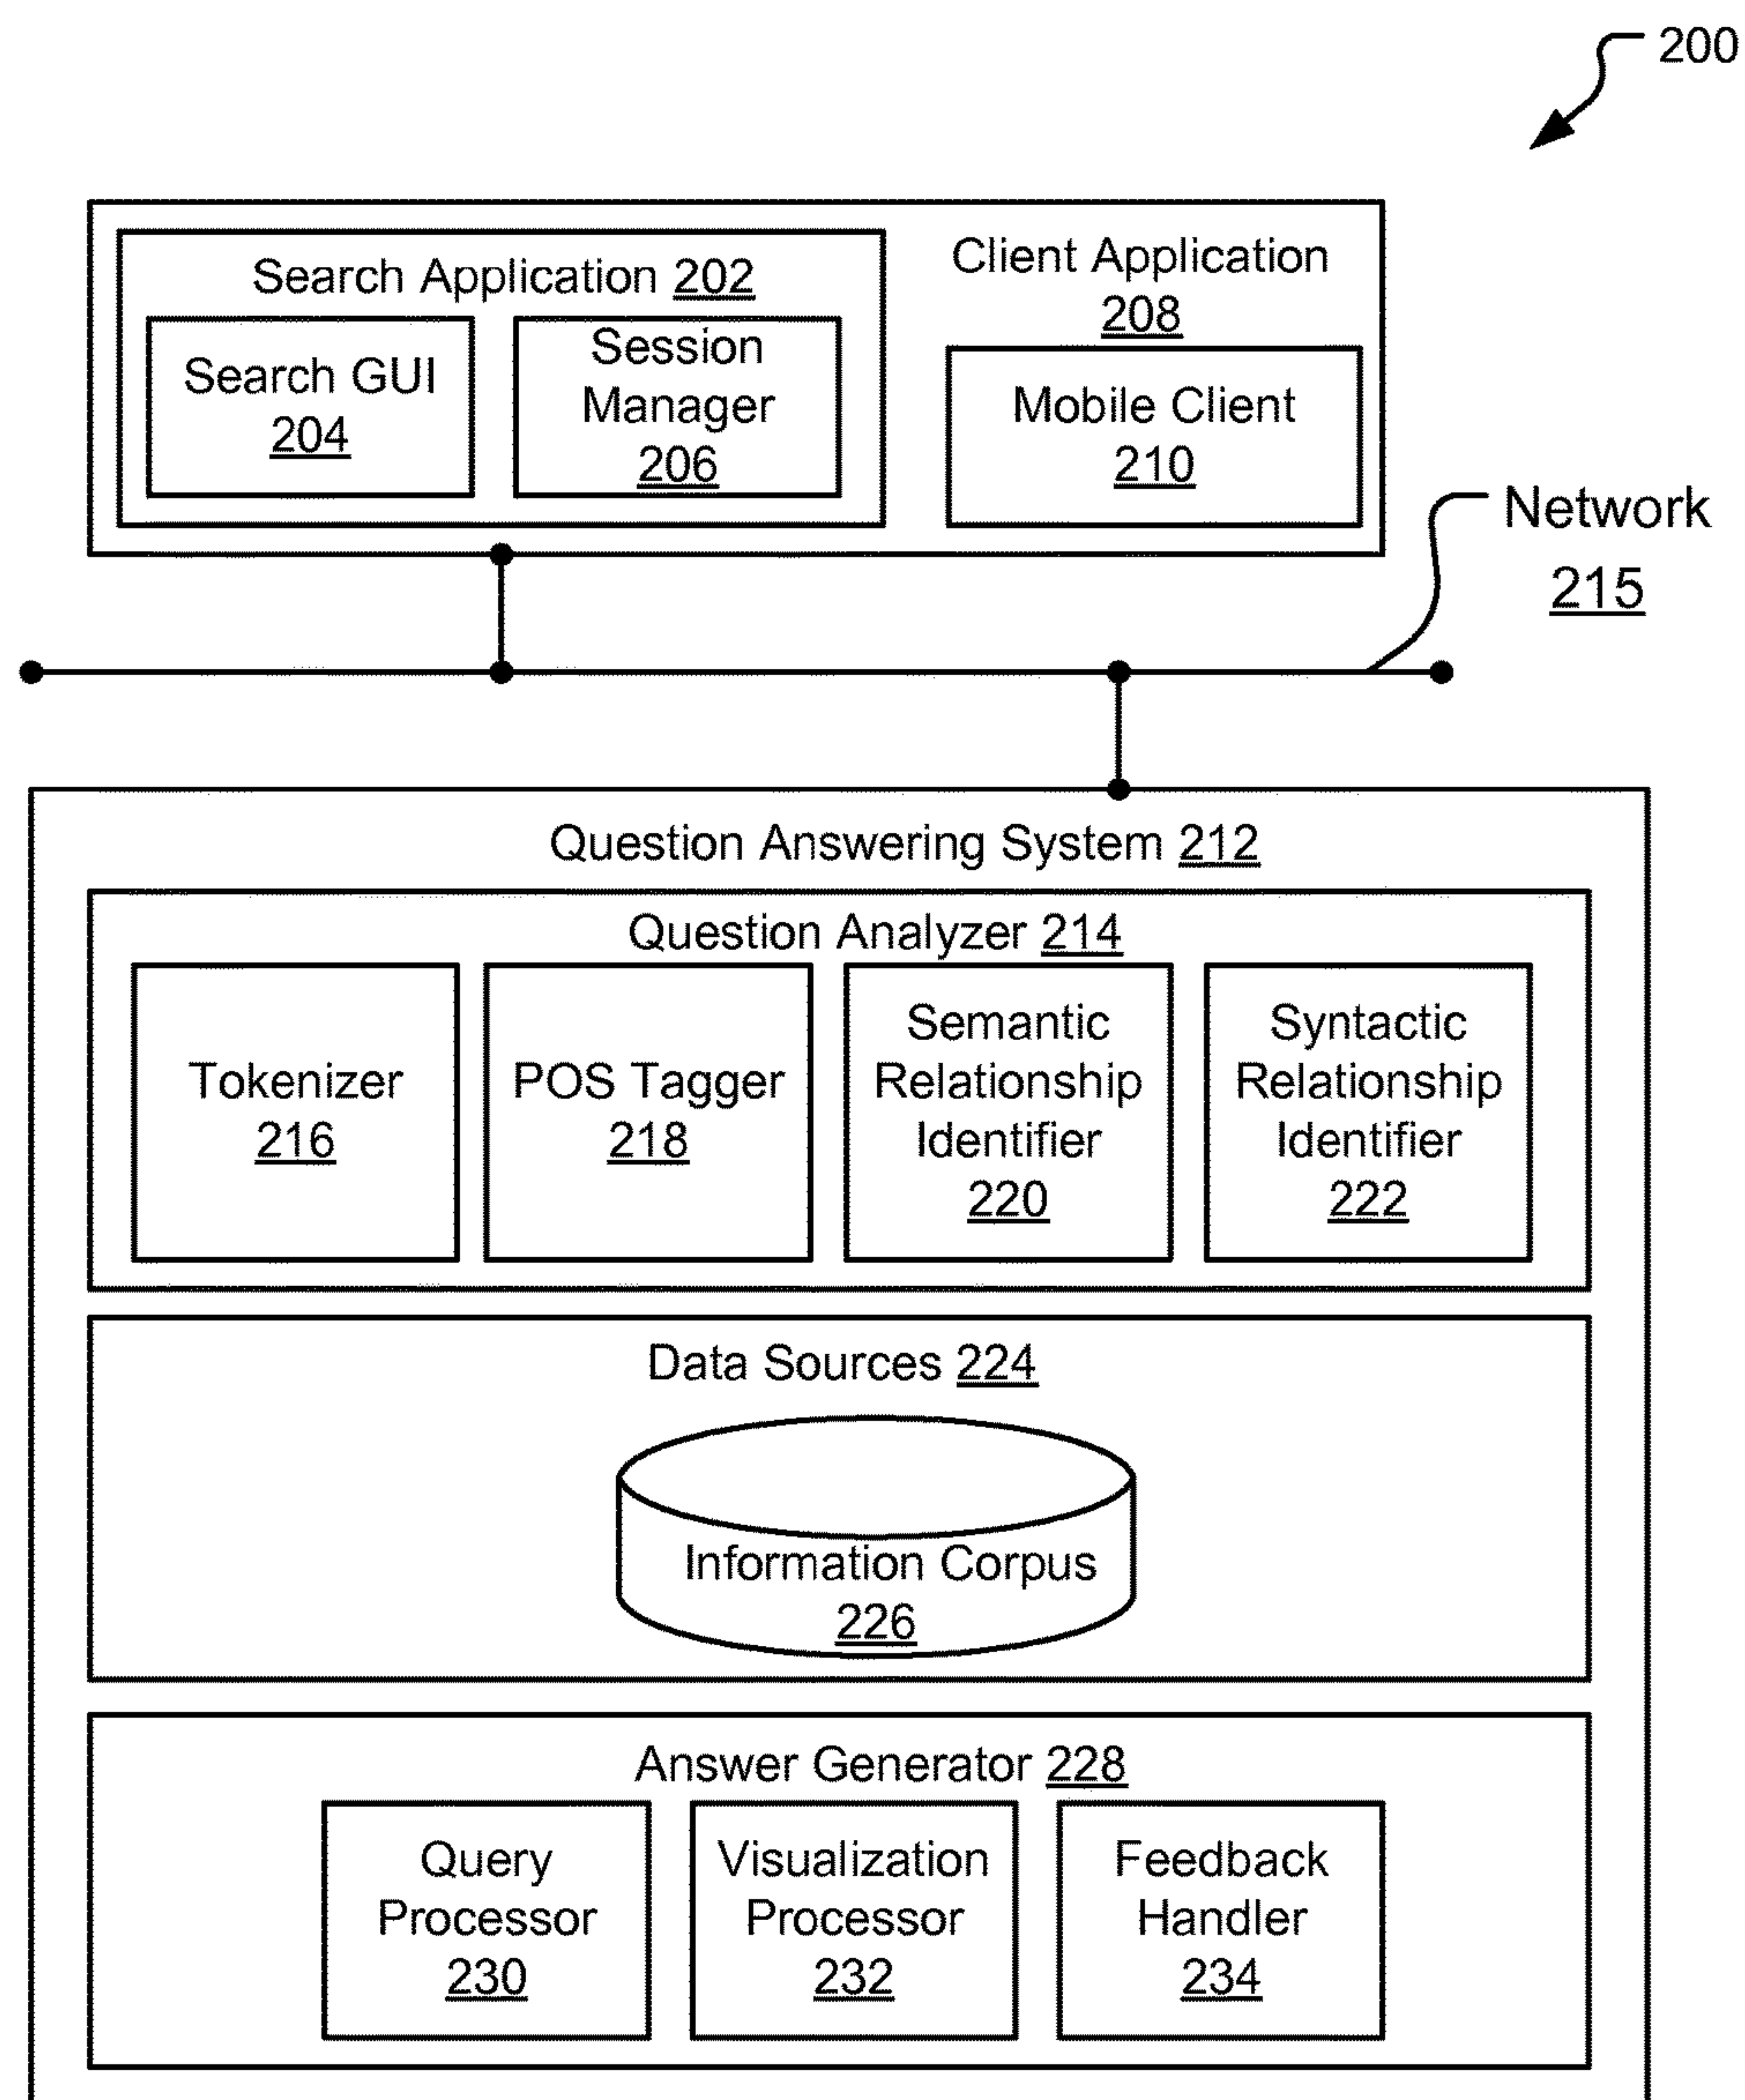 200
Search Application 202
Client Application
208
Search GUI
204
Session
Manager
206
Mobile Client
210
Network
215
Question Answering System 212
Question Analyzer 214
Tokenizer
216
POS Tagger
218
Semantic
Relationship
Identifier
220
Syntactic
Relationship
Identifier
222
Data Sources 224
Information Corpus
226
Answer Generator 228
Query
Processor
230
Visualization
Processor
232
Feedback
Handler
234